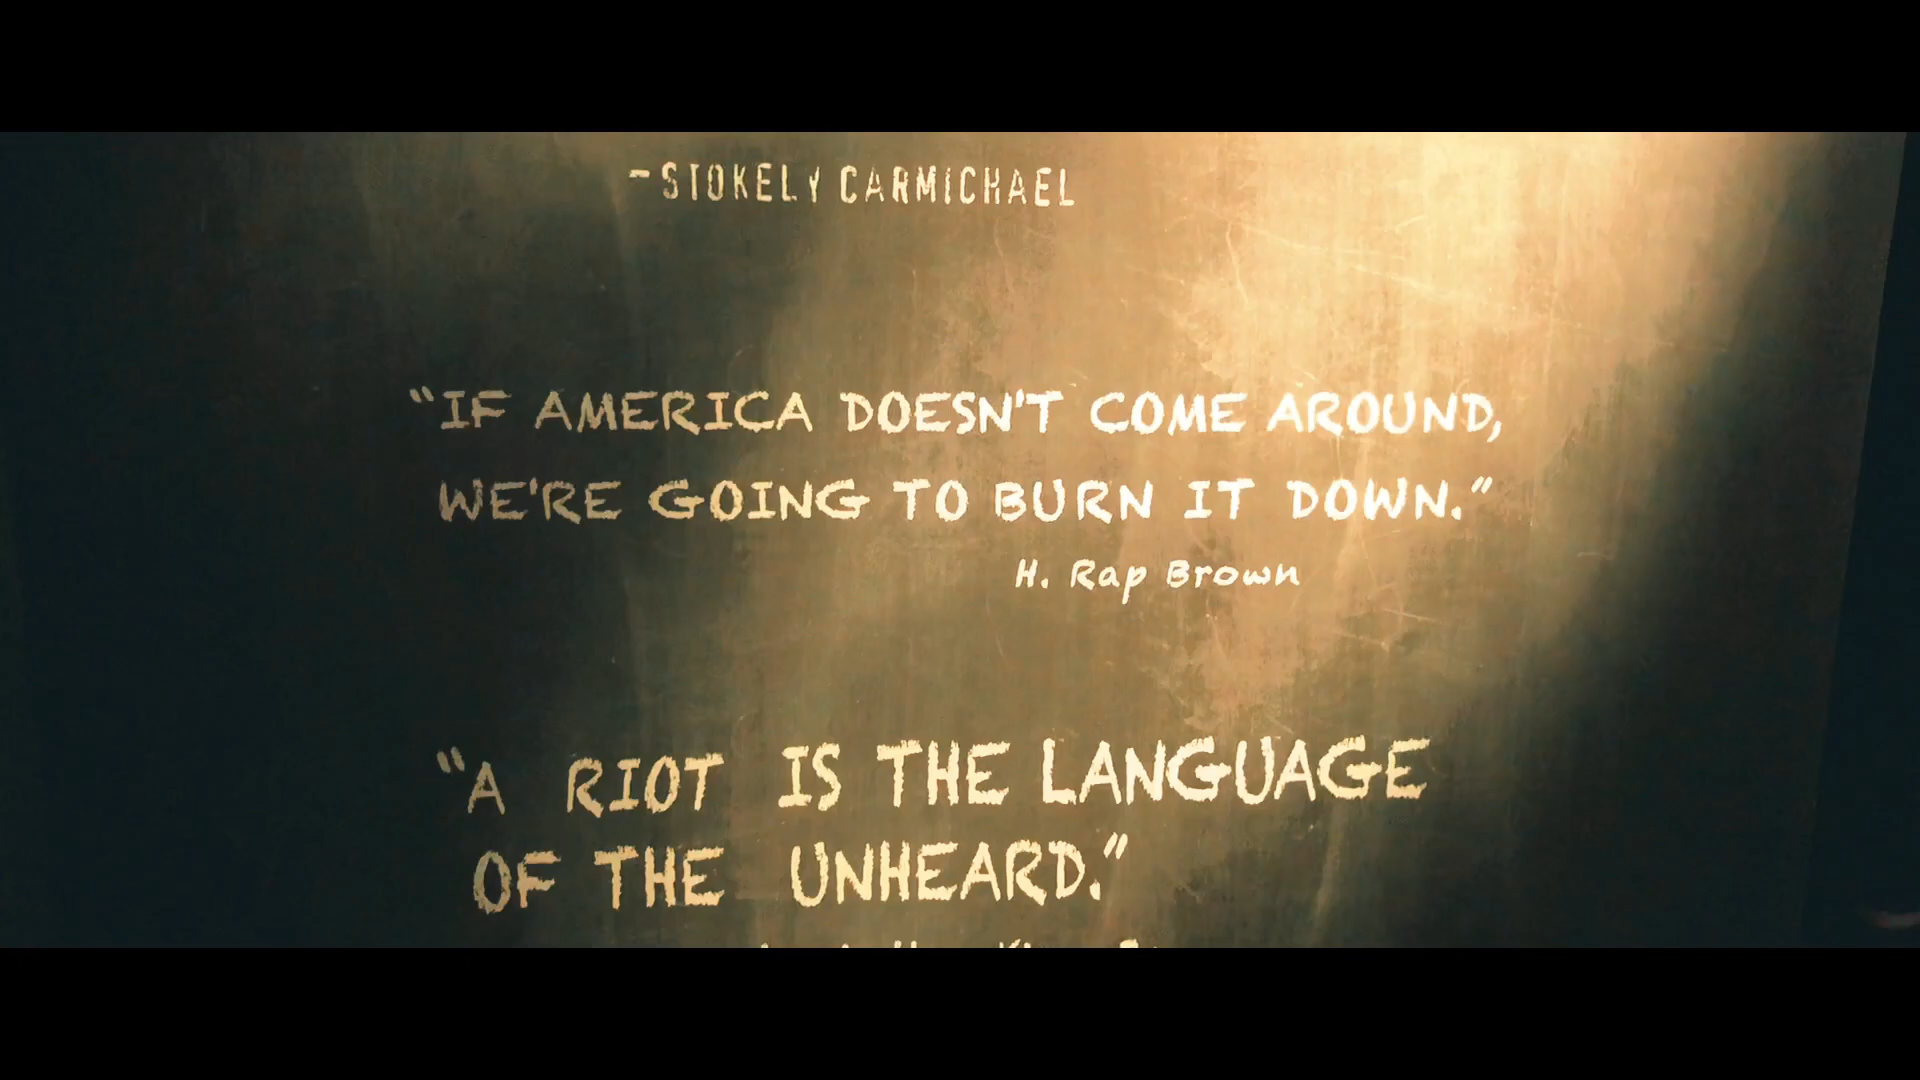 -STOKELY CARMICHAEL
“IF AMERICA DOESN'T COME AROUND,
WE'RE GOING TO BURN IT DOWN.”
H. Rap Brown
“A RIOT IS THE LANGUAGE
OF THE UNHEARD.”